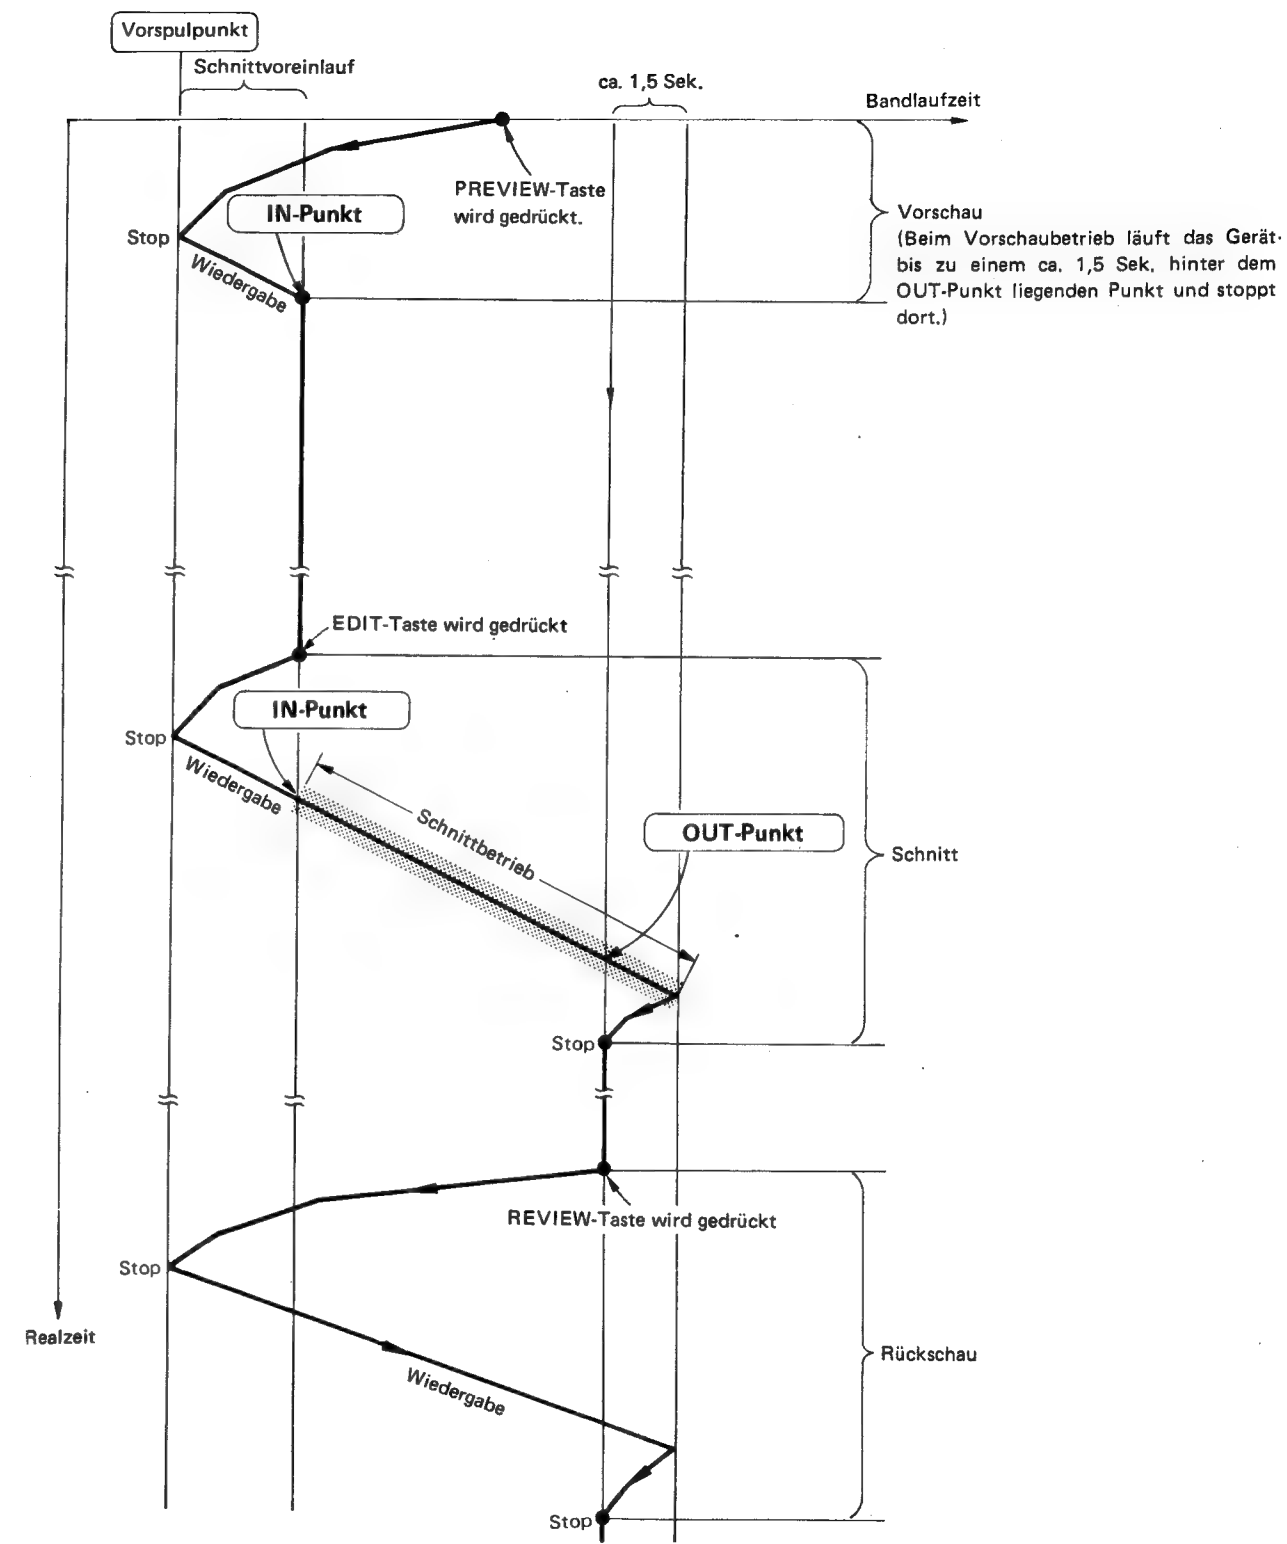 Vorspulpunkt
Schnittvoreinlauf
ca. 1,5 Sek.
Bandlaufzeit
PREVIEW-Taste
wird gedrückt.
IN-Punkt
Stop
Wiedergabe
Vorschau
(Beim Vorschaubetrieb läuft das Gerät-
bis zu einem ca. 1,5 Sek. hinter dem
OUT-Punkt liegenden Punkt und stoppt
dort.)
EDIT-Taste wird gedrückt
IN-Punkt
Stop
Wiedergabe
Schnittbetrieb
OUT-Punkt
Schnitt
Stop
REVIEW-Taste wird gedrückt
Stop
Realzeit
Wiedergabe
Rückschau
Stop